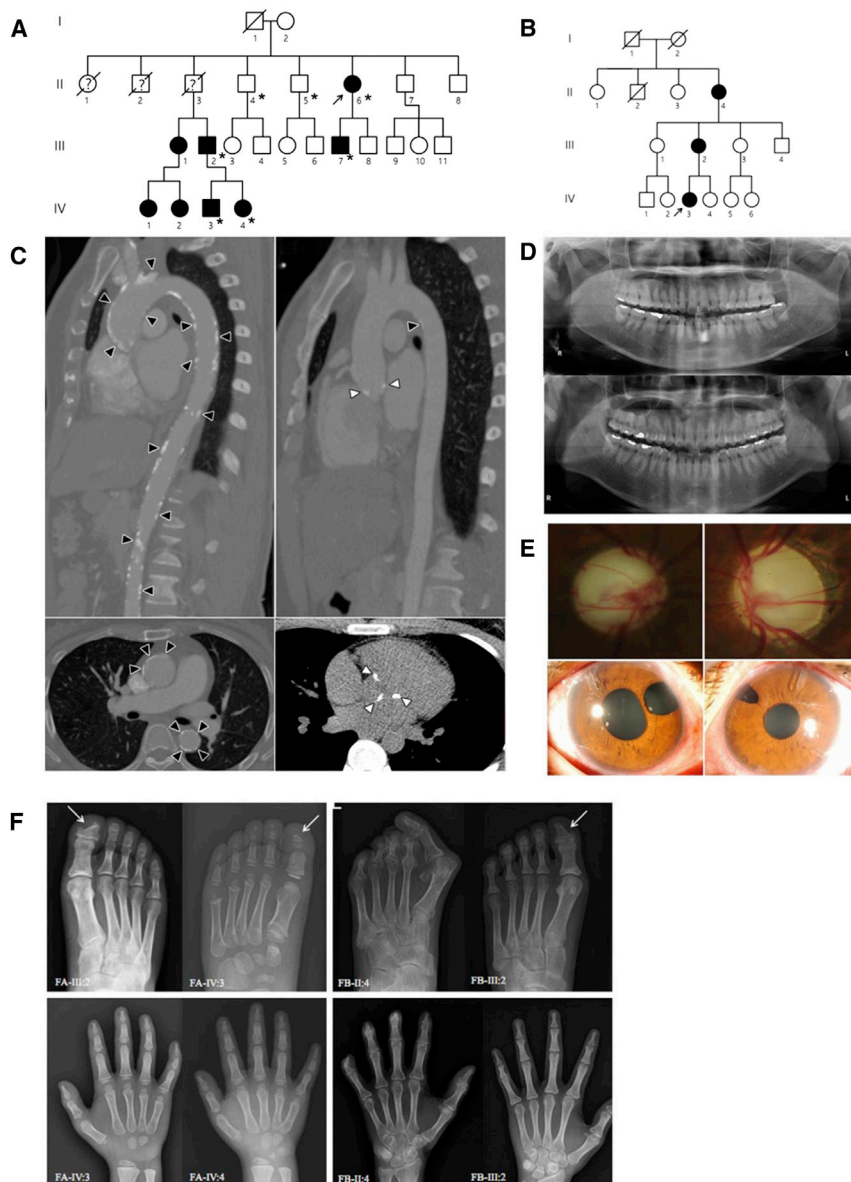 A
I
1 2
II
? ? ?
1 2 3 4 * 5 * 6 * 7 8
III
1 2 * 3 4 5 6 7 * 8 9 10 11
IV
1 2 3 * 4 *
B
I
1 2
II
1 2 3 4
III
1 2 3 4
IV
1 2 3 4 5 6
C
D
R L
R L
E
F
FA-III:2 FA-IV:3 FB-II:4 FB-III:2
FA-IV:3 FA-IV:4 FB-II:4 FB-III:2